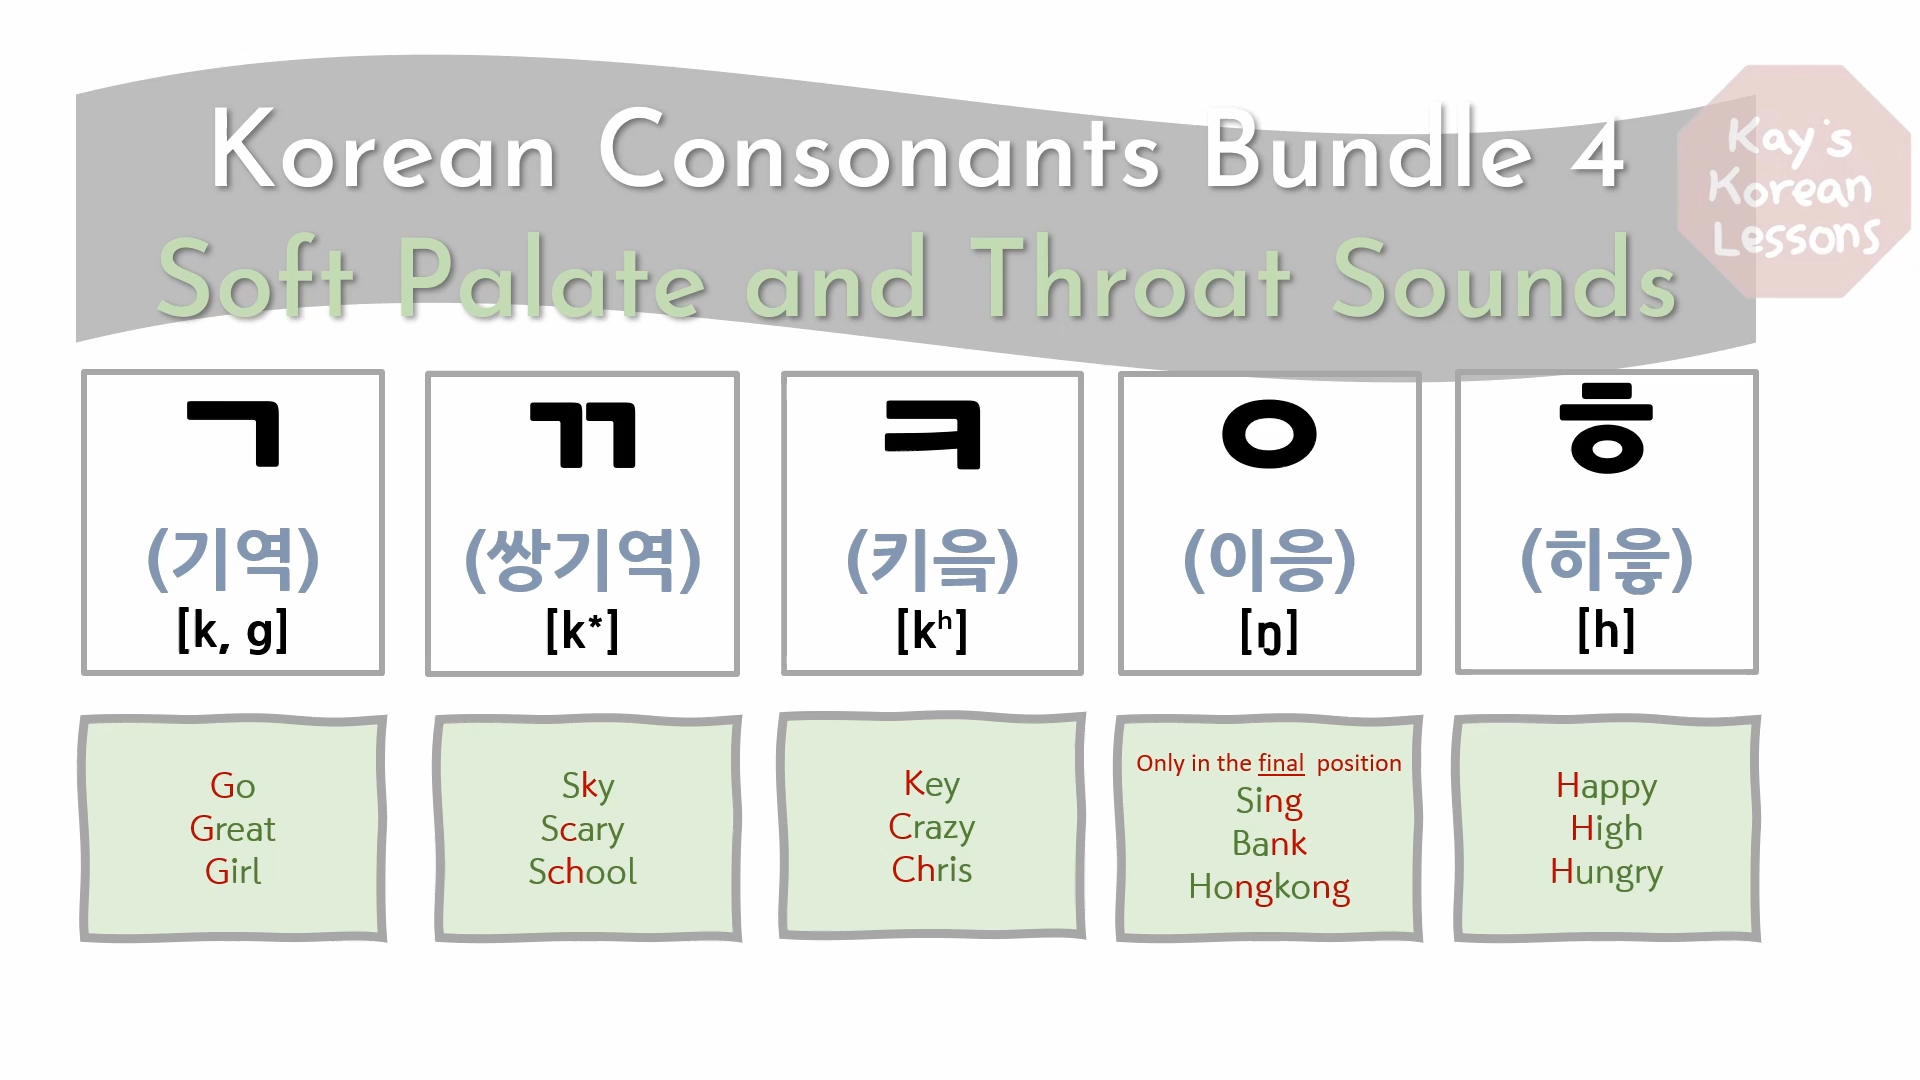 Korean Consonants Bundle 4
Soft Palate and Throat Sounds
Kay's
Korean
Lessons
ㄱ
(기역)
[k, g]
ㄲ
(쌍기역)
[k*]
ㅋ
(키읔)
[kʰ]
ㅇ
(이응)
[ŋ]
ㅎ
(히읗)
[h]
Go
Great
Girl
Sky
Scary
School
Key
Crazy
Chris
Only in the final position
Sing
Bank
Hongkong
Happy
High
Hungry